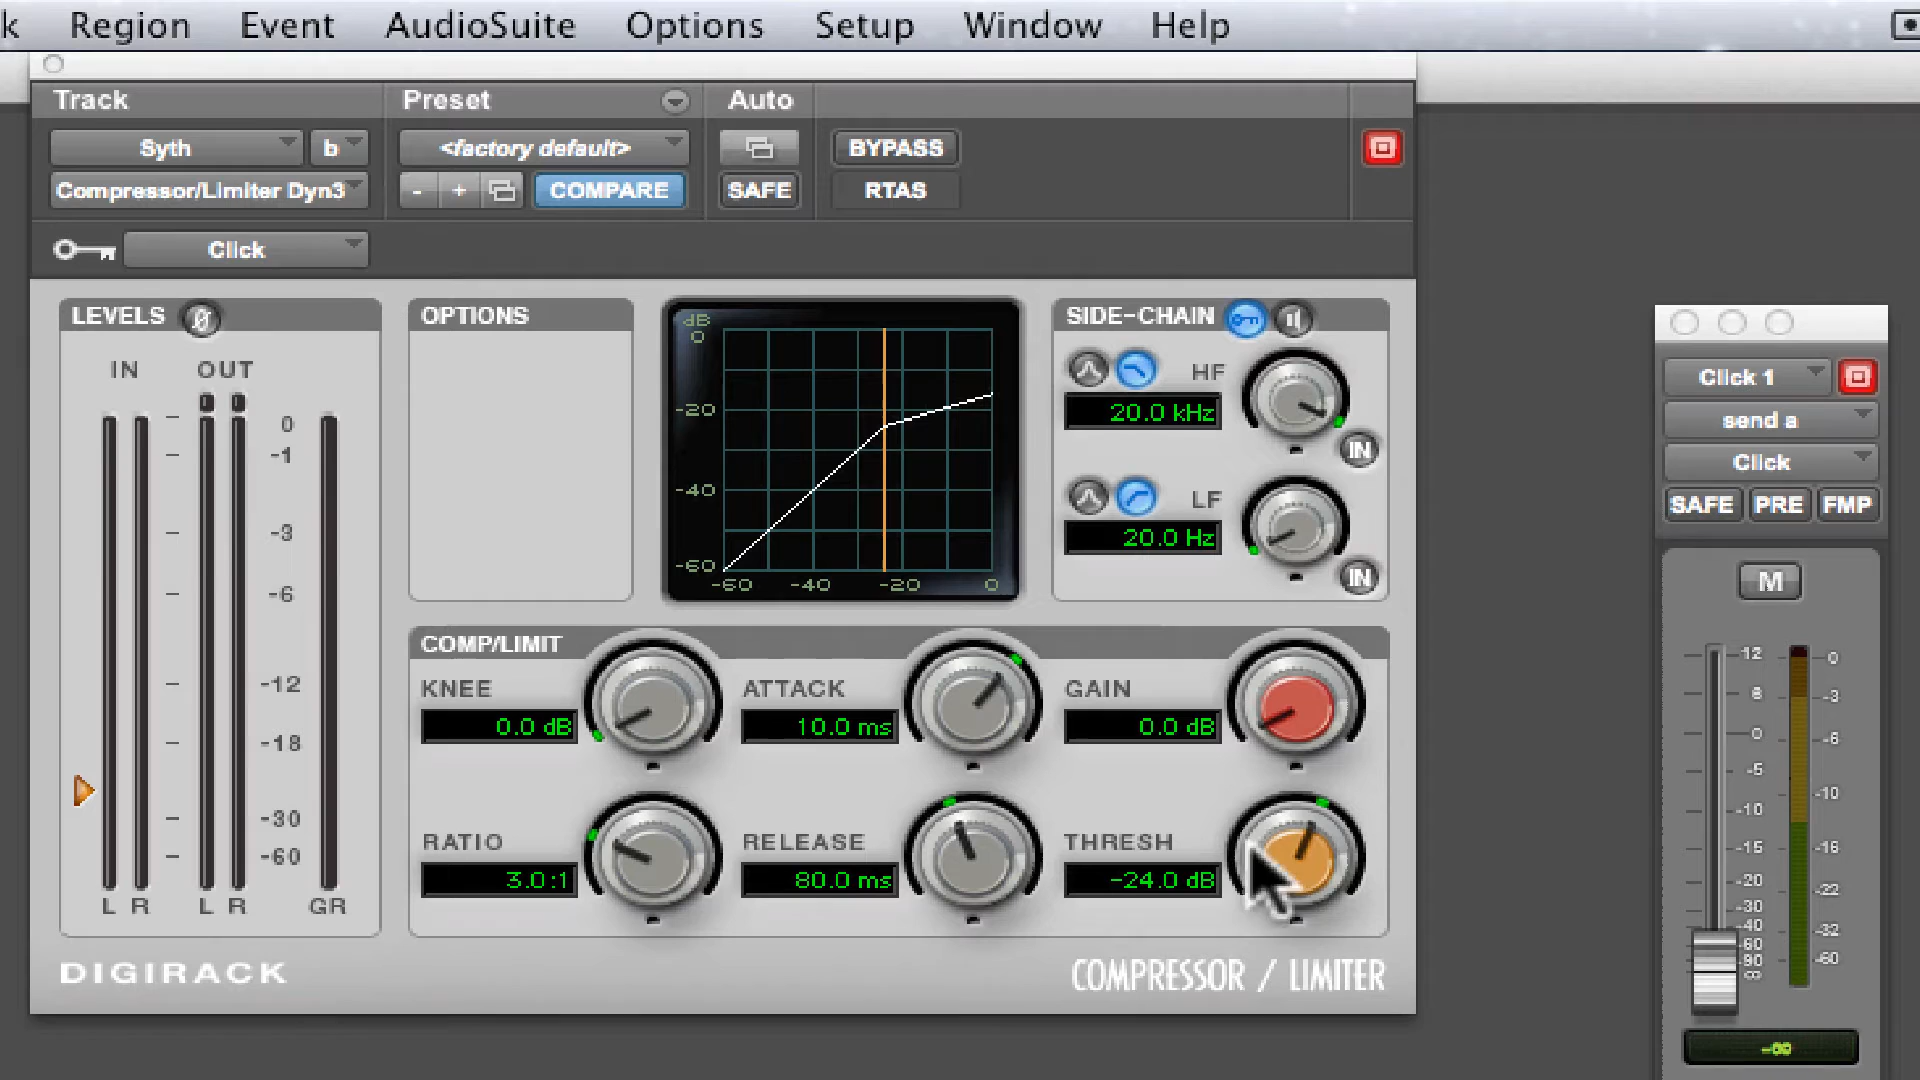 k Region Event AudioSuite Options Setup Window Help
Track Preset Auto
Syth b <factory default> BYPASS
Compressor/Limiter Dyn3 - + COMPARE SAFE RTAS
Click
LEVELS Ø
IN OUT
0
-1
-3
-6
-12
-18
-30
-60
L R L R GR
OPTIONS
dB
0
-20
-40
-60
-60 -40 -20 0
SIDE-CHAIN
HF
20.0 kHz
IN
LF
20.0 Hz
IN
COMP/LIMIT
KNEE ATTACK GAIN
0.0 dB 10.0 ms 0.0 dB
RATIO RELEASE THRESH
3.0:1 80.0 ms -24.0 dB
DIGIRACK COMPRESSOR / LIMITER
Click 1
send a
Click
SAFE PRE FMP
M
12 0
8 -3
0 -6
-5 -10
-10 -16
-15 -22
-20 -32
-30 -60
-40
60
90
∞
-∞